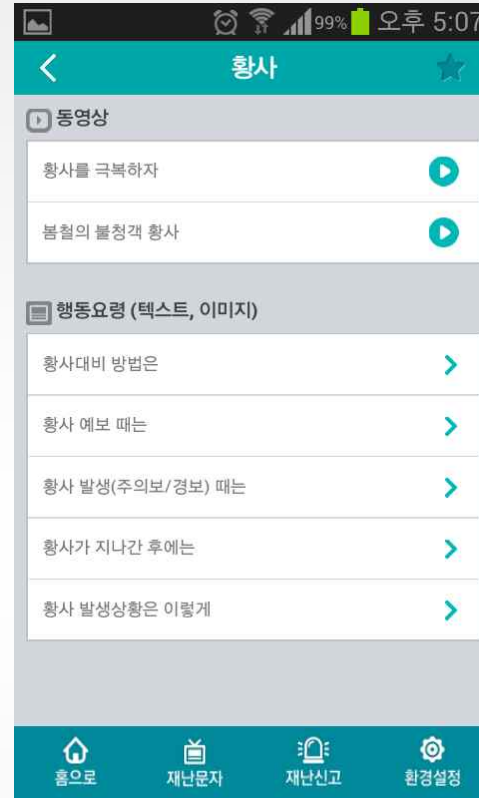 99% 오후 5:07
황사
동영상
황사를 극복하자
봄철의 불청객 황사
행동요령 (텍스트, 이미지)
황사대비 방법은
황사 예보 때는
황사 발생(주의보/경보) 때는
황사가 지나간 후에는
황사 발생상황은 이렇게
홈으로 재난문자 재난신고 환경설정